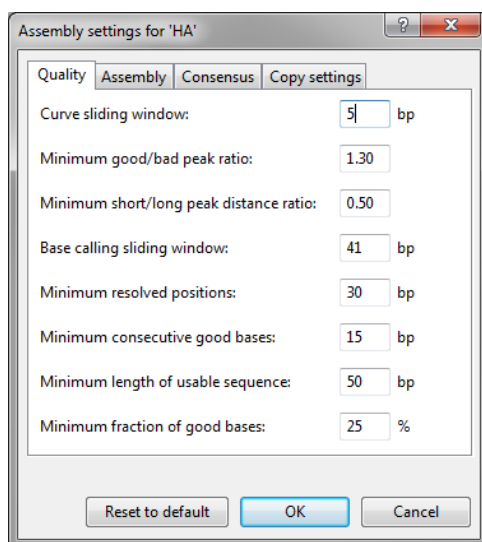 Assembly settings for 'HA'
?
X
Quality Assembly Consensus Copy settings
Curve sliding window: 5 bp
Minimum good/bad peak ratio: 1.30
Minimum short/long peak distance ratio: 0.50
Base calling sliding window: 41 bp
Minimum resolved positions: 30 bp
Minimum consecutive good bases: 15 bp
Minimum length of usable sequence: 50 bp
Minimum fraction of good bases: 25 %
Reset to default OK Cancel